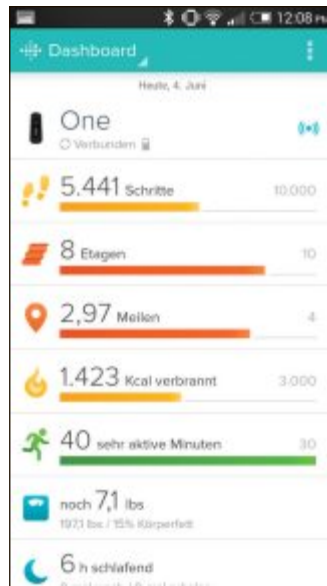 12:08 PM
Dashboard
Heute, 4. Juni
One
Verbunden
5.441 Schritte 10.000
8 Etagen 10
2,97 Meilen 4
1.423 Kcal verbrannt 3.000
40 sehr aktive Minuten 30
noch 7,1 lbs
197,1 lbs / 15% Körperfett
6 h schlafend